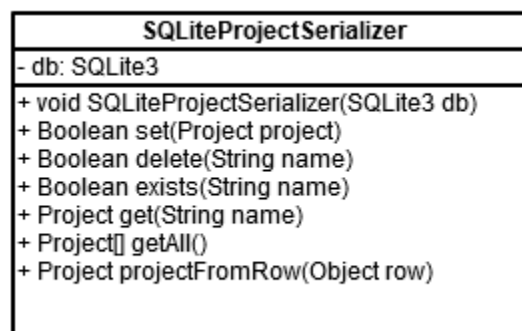 SQLiteProjectSerializer
- db: SQLite3
+ void SQLiteProjectSerializer(SQLite3 db)
+ Boolean set(Project project)
+ Boolean delete(String name)
+ Boolean exists(String name)
+ Project get(String name)
+ Project[] getAll()
+ Project projectFromRow(Object row)